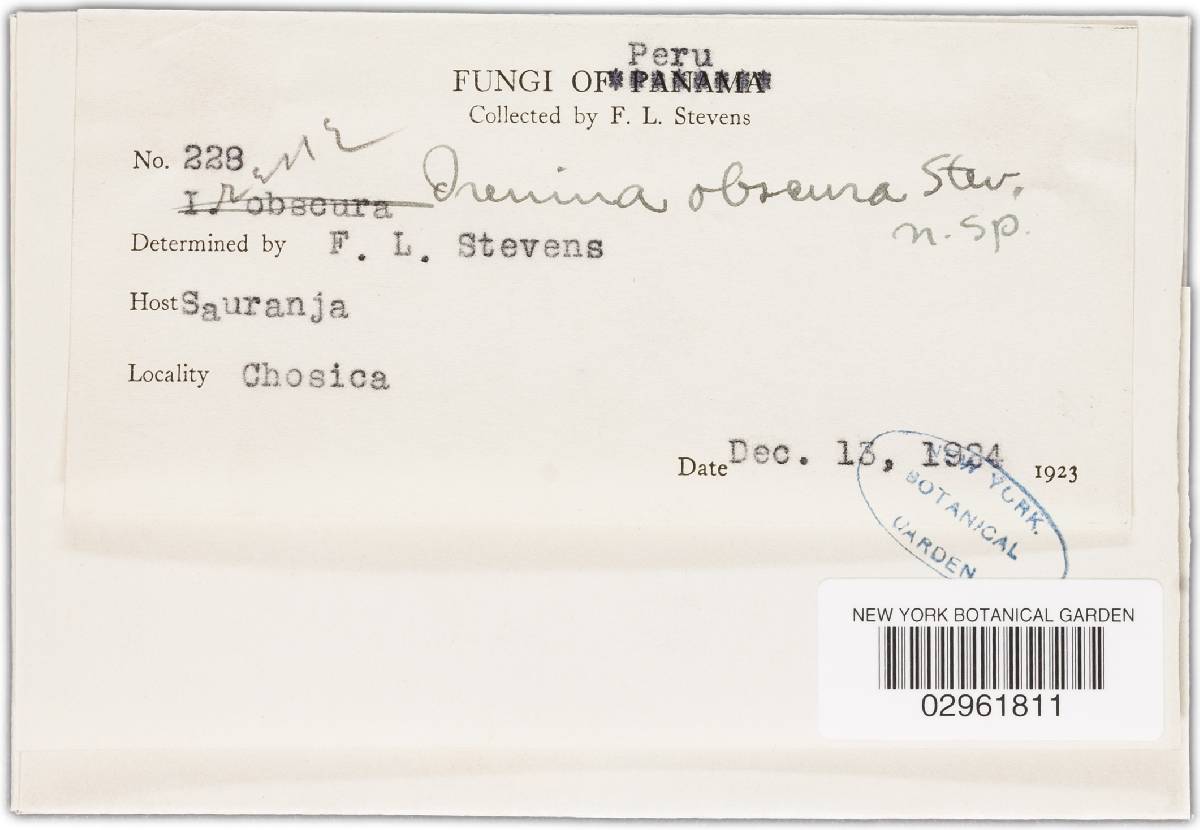 Peru
FUNGI OF PANAMA
Collected by F. L. Stevens
No. 228
I. obscura Irenina obscura Stev.
n. sp.
Determined by F. L. Stevens
Host Sauranja
Locality Chosica
Date Dec. 13, 1924 1923
NEW YORK
BOTANICAL
GARDEN
NEW YORK BOTANICAL GARDEN
02961811